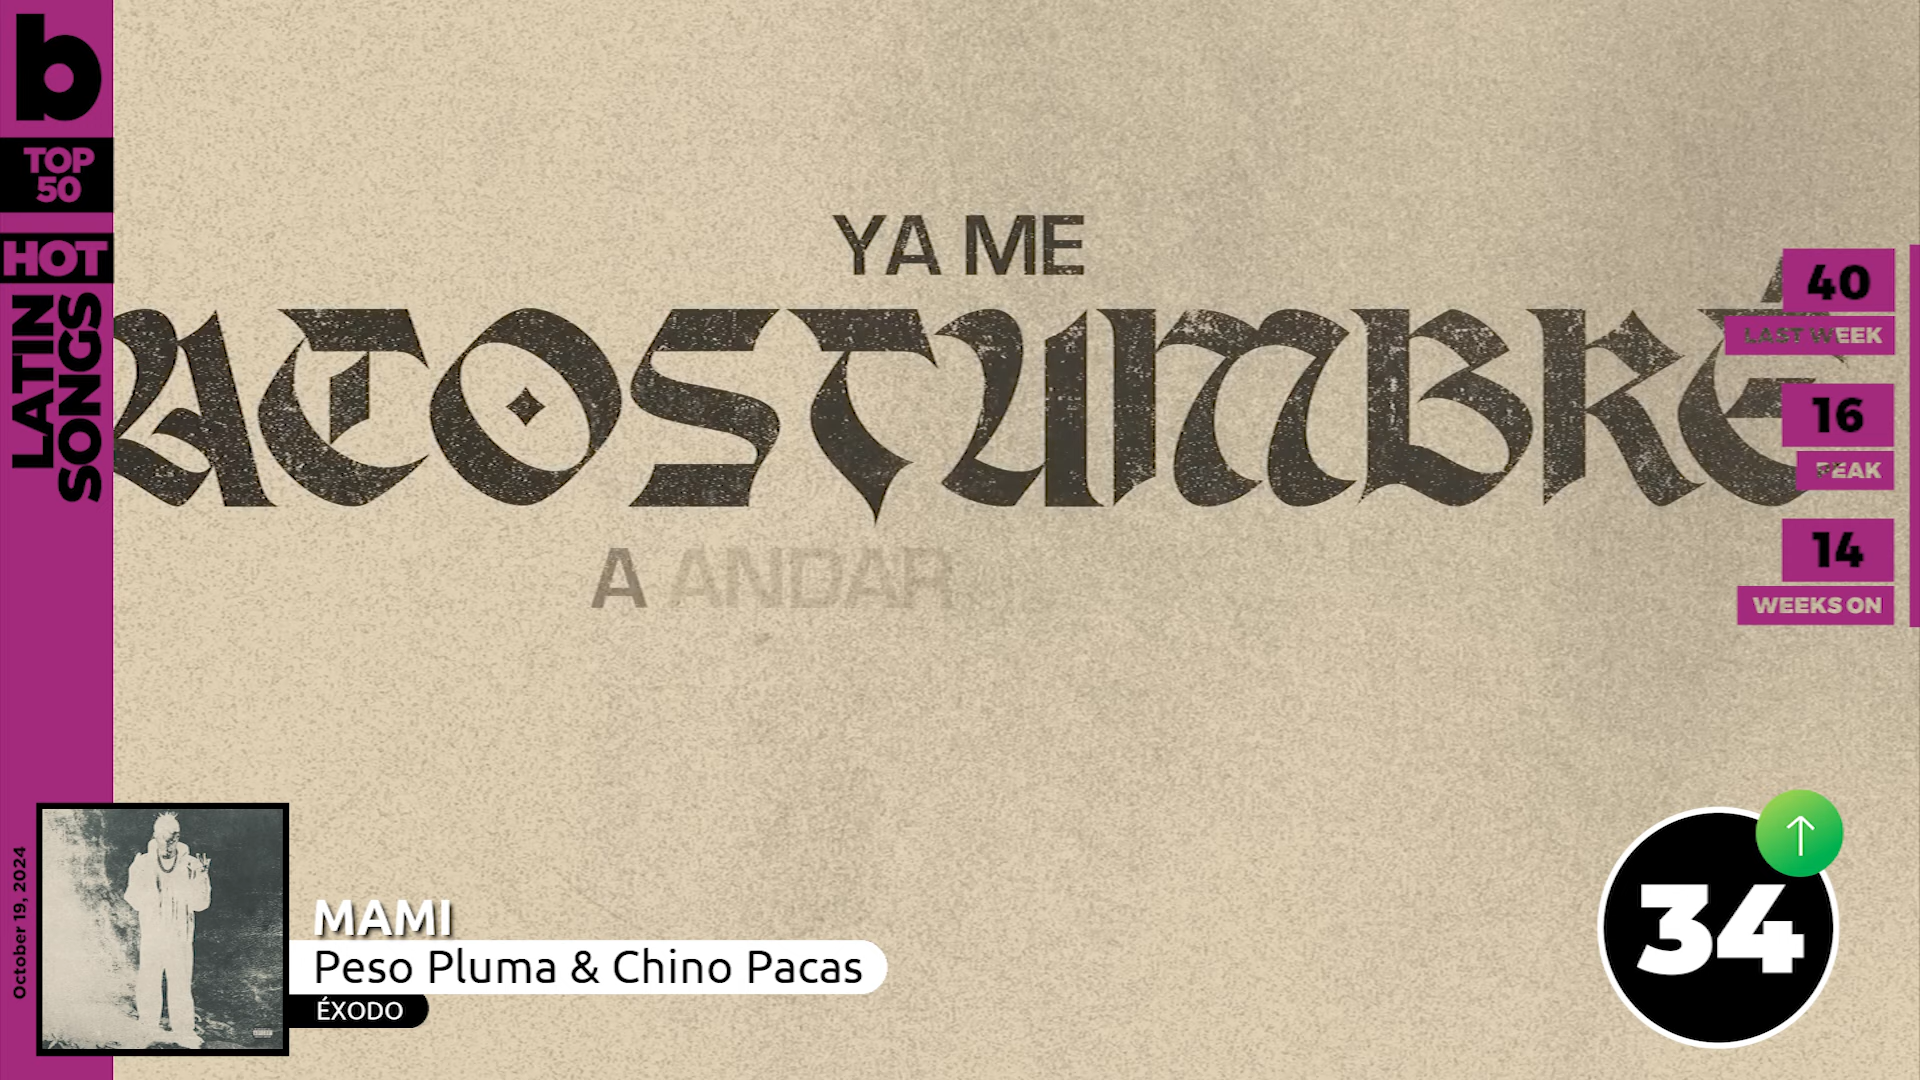 b
TOP
50
HOT
LATIN
SONGS
YA ME
ACOSTUMBRÉ
A ANDAR
40
LAST WEEK
16
PEAK
14
WEEKS ON
October 19, 2024
MAMI
Peso Pluma & Chino Pacas
ÉXODO
34